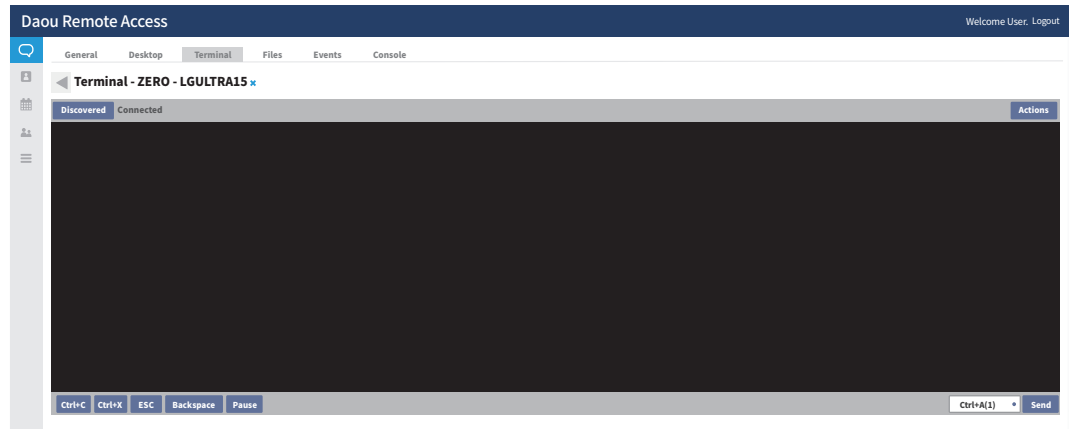 Daou Remote Access
Welcome User. Logout
General Desktop Terminal Files Events Console
Terminal - ZERO - LGULTRA15
Discovered Connected Actions
Ctrl+C Ctrl+X ESC Backspace Pause Ctrl+A(1) Send